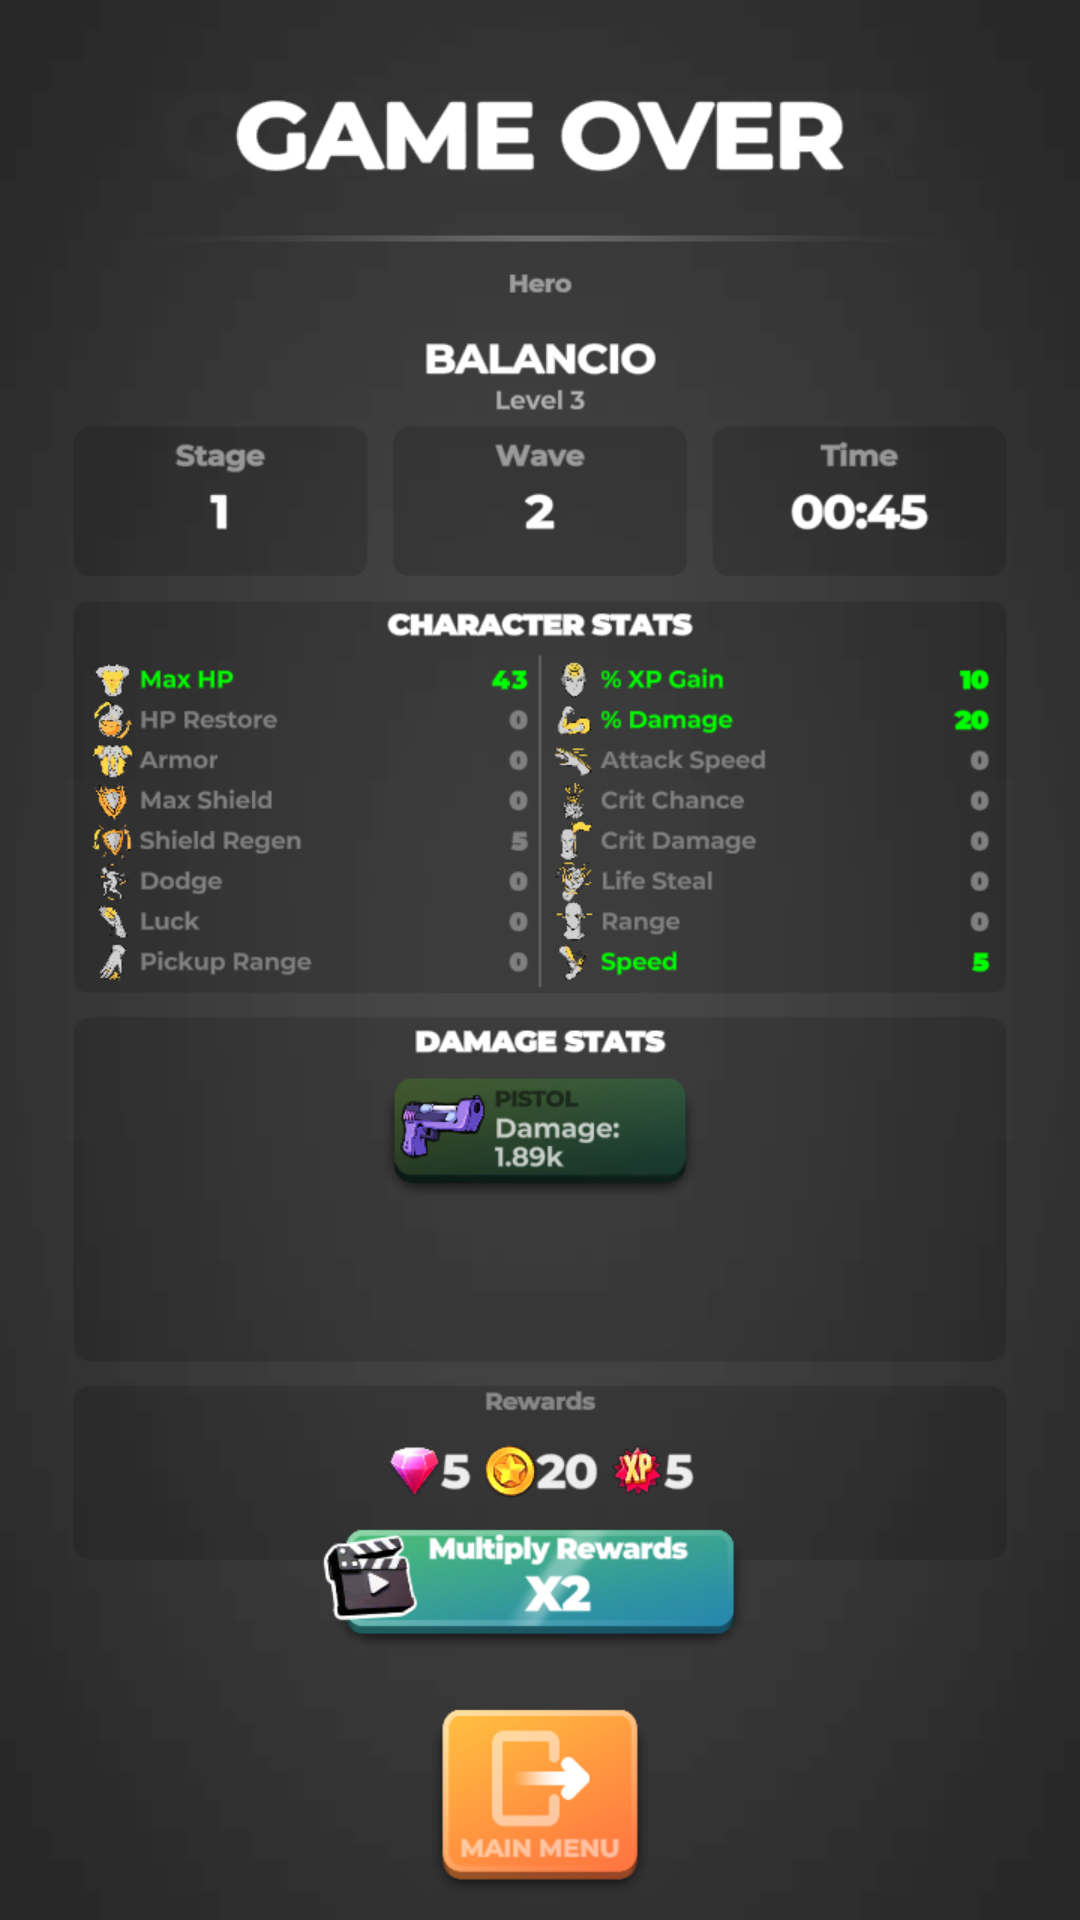 GAME OVER
Hero
BALANCIO
Level 3
Stage
1
Wave
2
Time
00:45
CHARACTER STATS
Max HP 43
HP Restore 0
Armor 0
Max Shield 0
Shield Regen 5
Dodge 0
Luck 0
Pickup Range 0
% XP Gain 10
% Damage 20
Attack Speed 0
Crit Chance 0
Crit Damage 0
Life Steal 0
Range 0
Speed 5
DAMAGE STATS
PISTOL
Damage:
1.89k
Rewards
5 20 XP 5
Multiply Rewards
X2
MAIN MENU